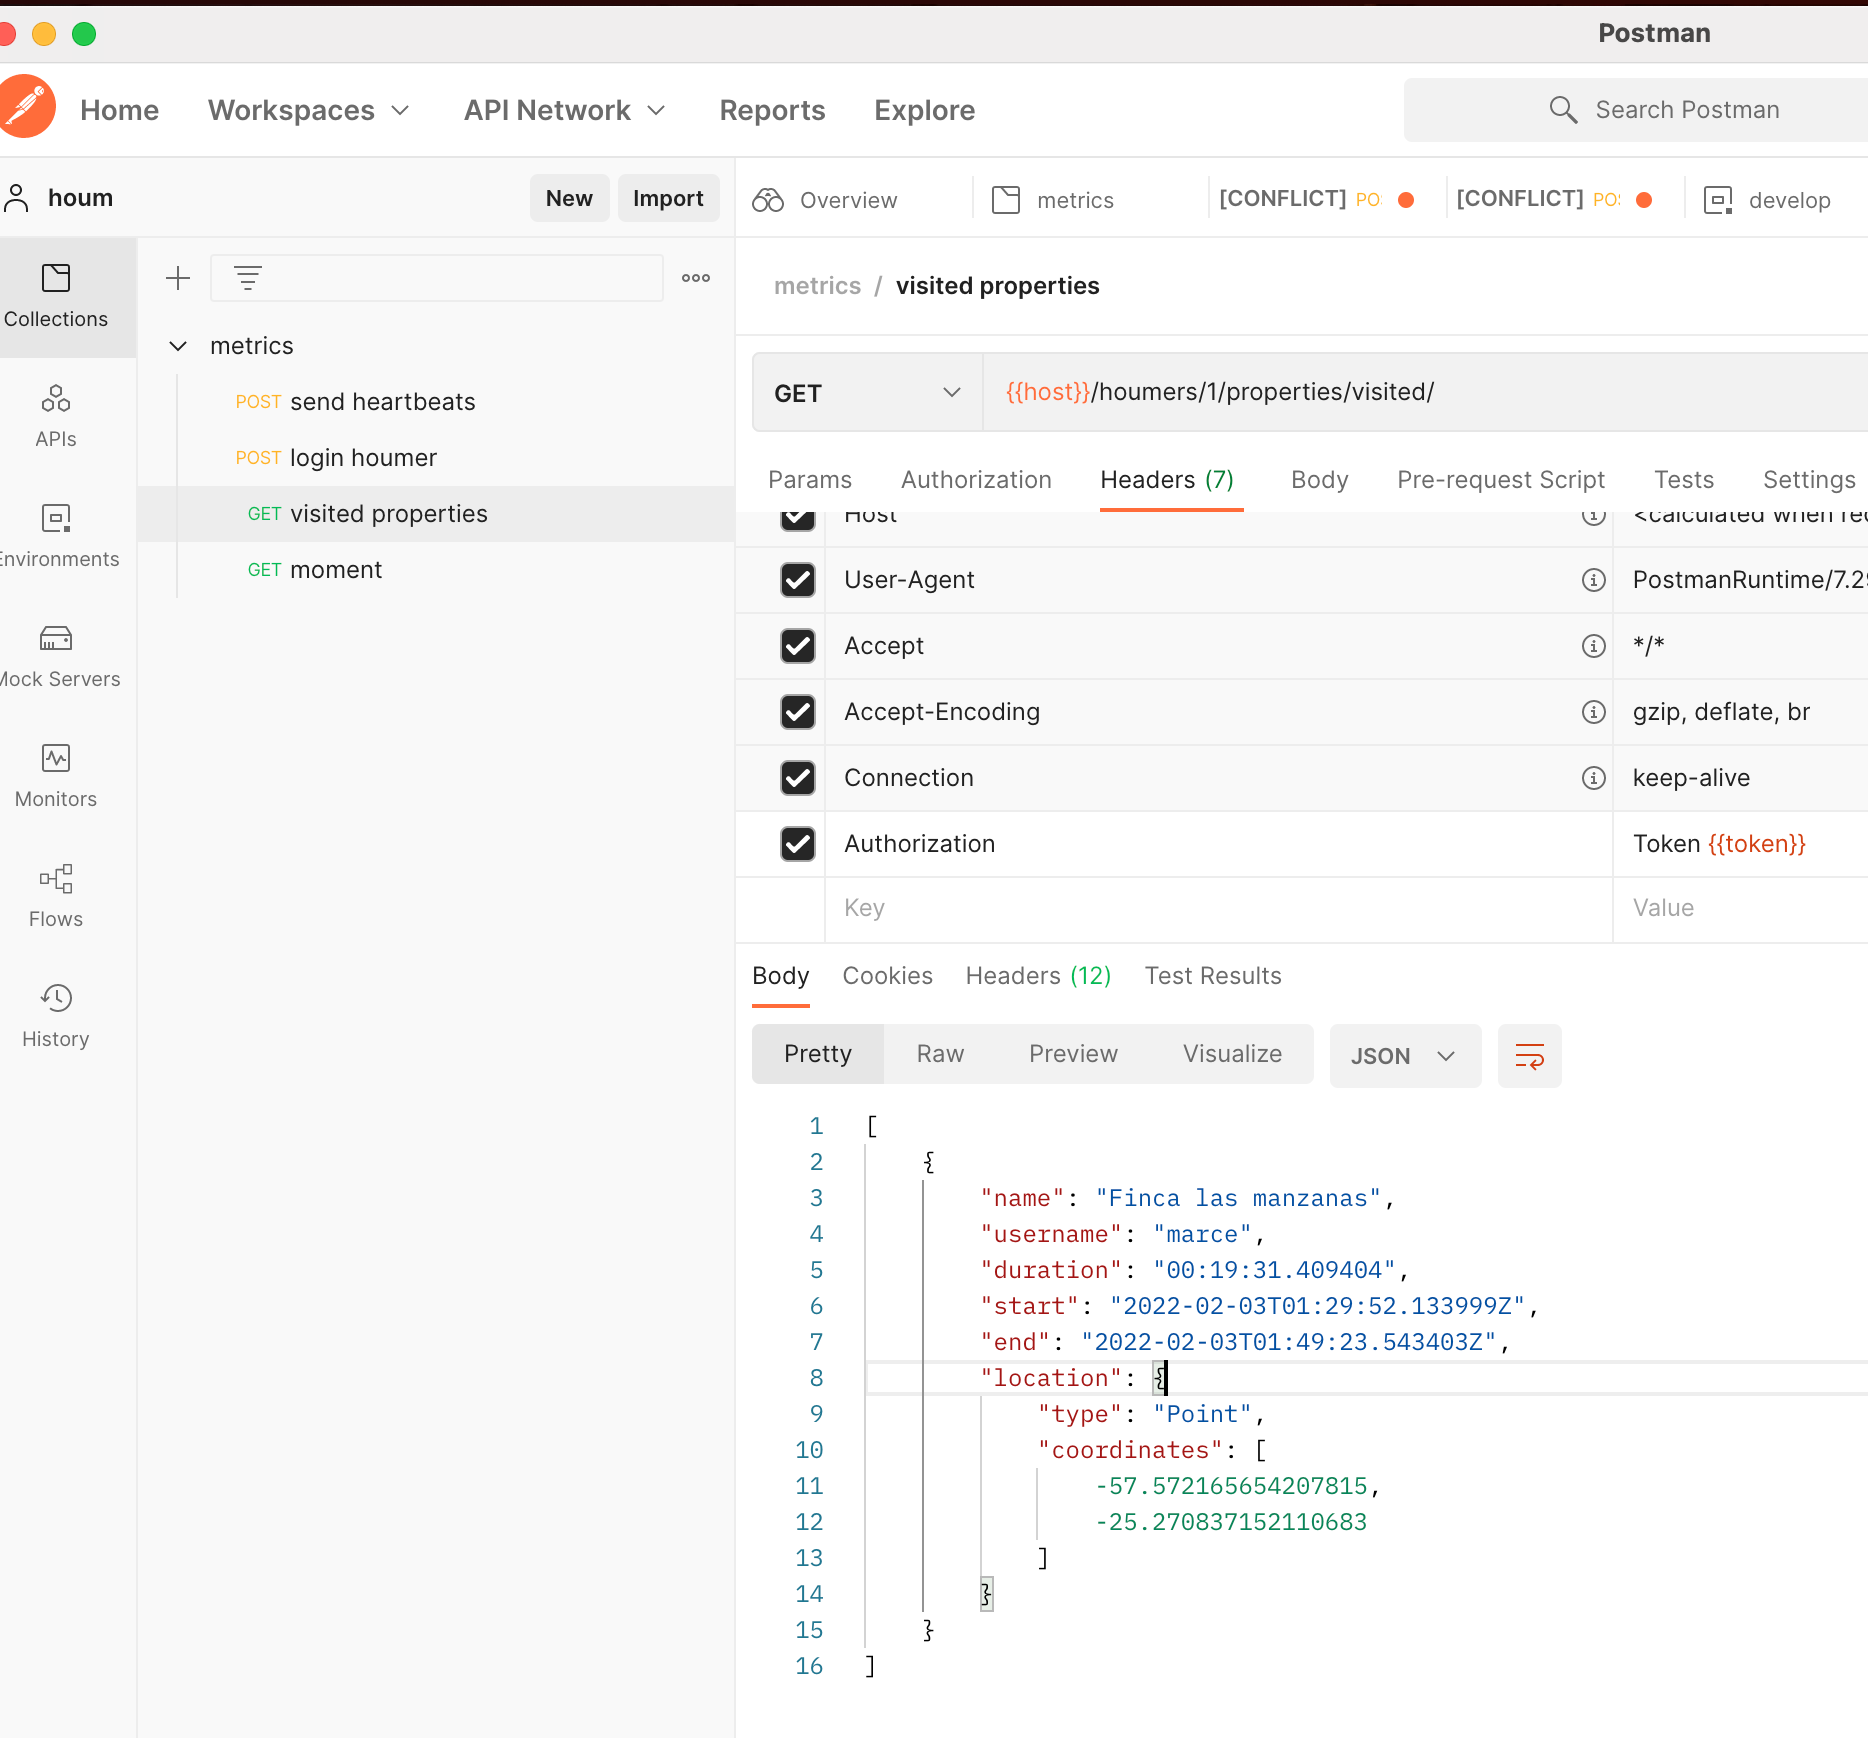 Postman
Home Workspaces API Network Reports Explore Search Postman
houm New Import Overview metrics [CONFLICT] PO [CONFLICT] PO develop
metrics / visited properties
Collections
metrics
POST send heartbeats
POST login houmer
GET visited properties
GET moment
APIs
Environments
Mock Servers
Monitors
Flows
History
GET {{host}}/houmers/1/properties/visited/
Params Authorization Headers (7) Body Pre-request Script Tests Settings
Host <calculated when
User-Agent PostmanRuntime/7.29
Accept */*
Accept-Encoding gzip, deflate, br
Connection keep-alive
Authorization Token {{token}}
Key Value
Body Cookies Headers (12) Test Results
Pretty Raw Preview Visualize JSON
1 [
2 {
3 "name": "Finca las manzanas",
4 "username": "marce",
5 "duration": "00:19:31.409404",
6 "start": "2022-02-03T01:29:52.133999Z",
7 "end": "2022-02-03T01:49:23.543403Z",
8 "location": {
9 "type": "Point",
10 "coordinates": [
11 -57.572165654207815,
12 -25.270837152110683
13 ]
14 }
15 }
16 ]